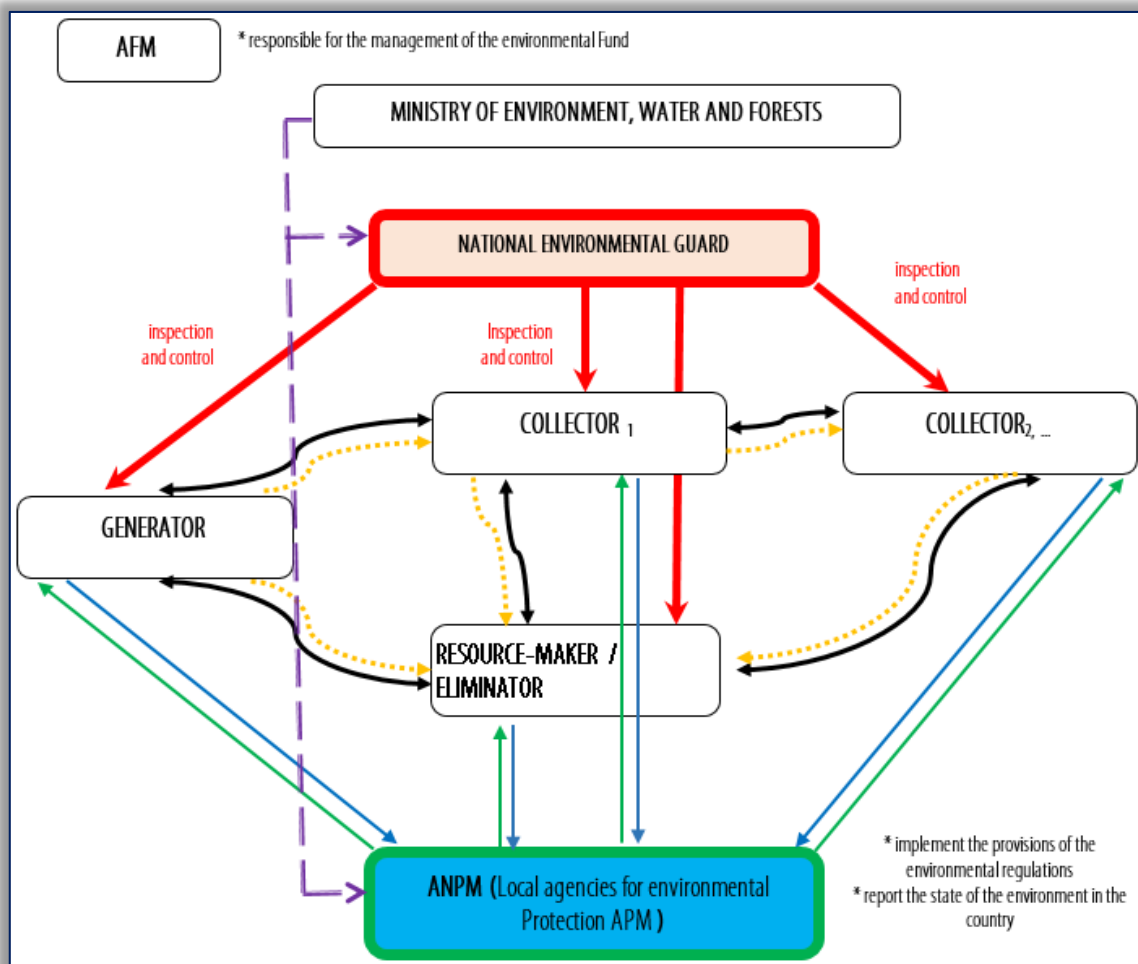 AFM
* responsible for the management of the environmental Fund
MINISTRY OF ENVIRONMENT, WATER AND FORESTS
NATIONAL ENVIRONMENTAL GUARD
inspection
and control
inspection
and control
Inspection
and control
COLLECTOR 1
COLLECTOR2, ...
GENERATOR
RESOURCE-MAKER /
ELIMINATOR
ANPM (Local agencies for environmental
Protection APM )
* implement the provisions of the
environmental regulations
* report the state of the environment in the
country